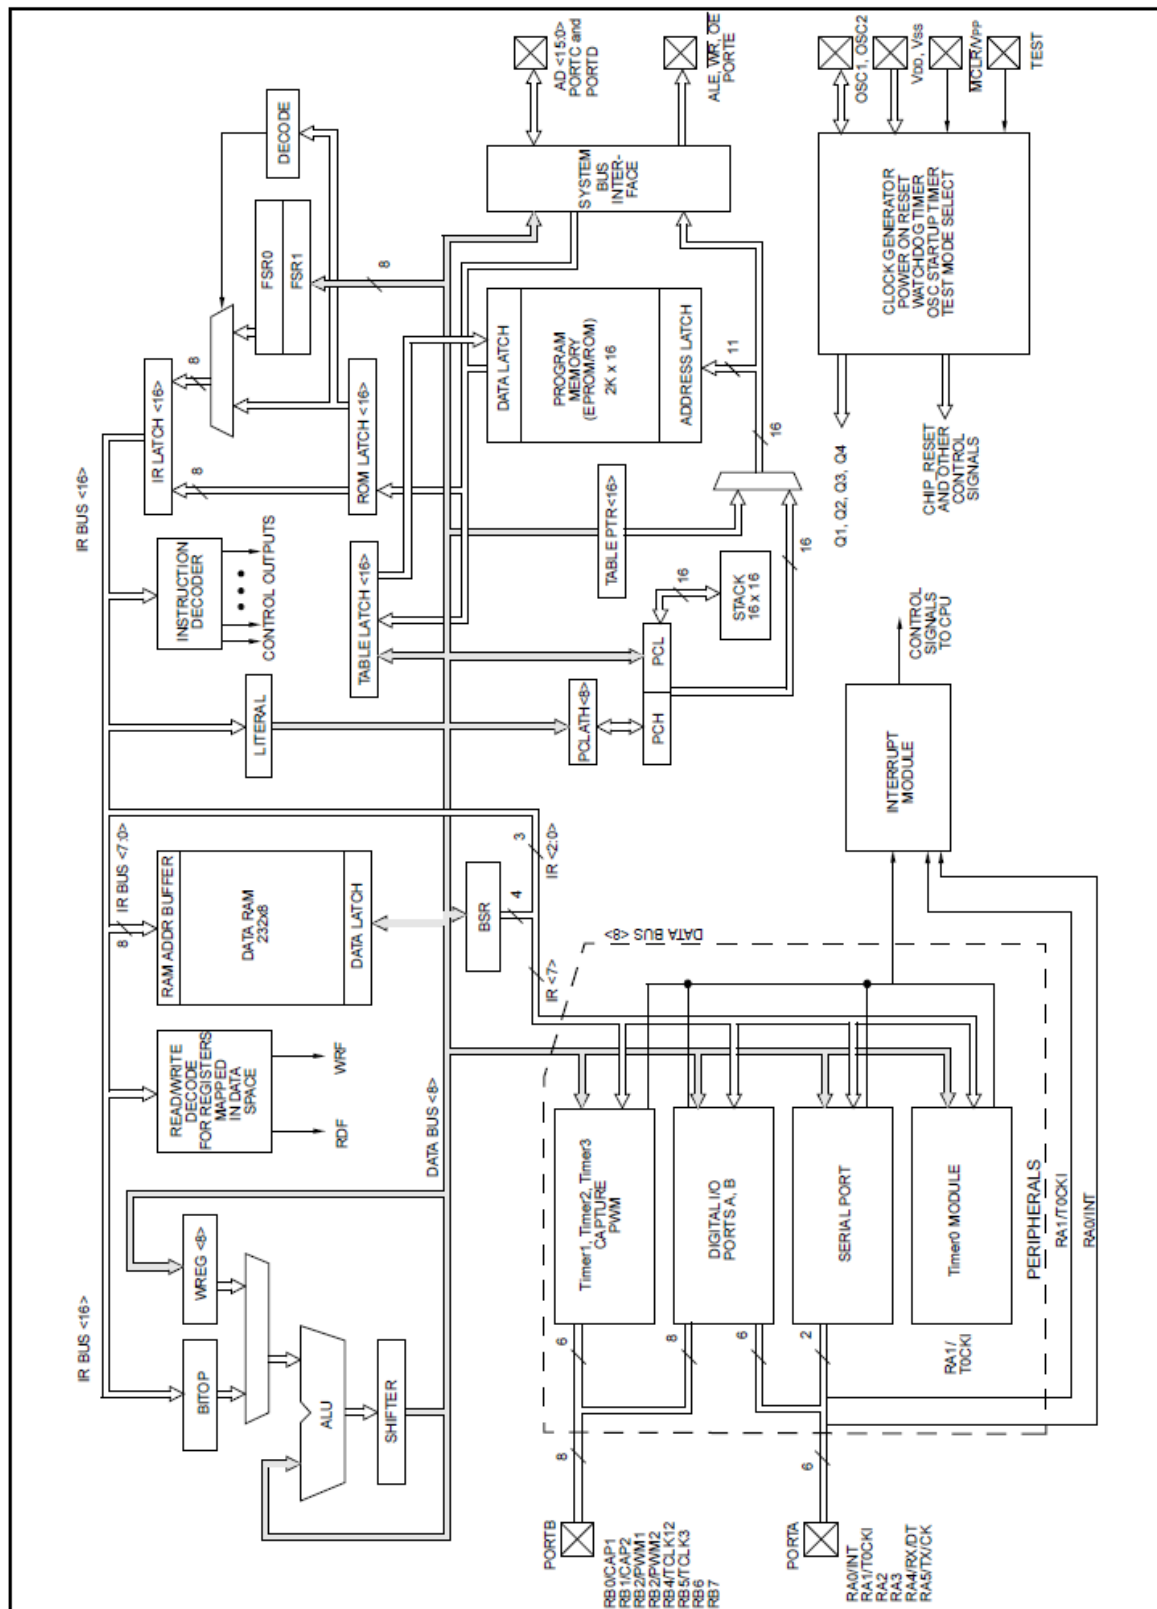 IR BUS <16>
BITOP
WREG <8>
ALU
SHIFTER
READ/WRITE
DECODE
FOR REGISTERS
MAPPED
IN DATA
SPACE
RDF
WRF
8
IR BUS <7:0>
RAM ADDR BUFFER
DATA RAM
232x8
DATA LATCH
LITERAL
INSTRUCTION
DECODER
CONTROL OUTPUTS
IR BUS <16>
IR LATCH <16>
8
8
ROM LATCH <16>
FSR0
FSR1
8
DECODE
TABLE LATCH <16>
DATA BUS <8>
BSR
4
3
IR <7>
IR <2:0>
PCLATH<8>
PCH
PCL
16
STACK
16 x 16
TABLE PTR<16>
16
16
11
DATA LATCH
PROGRAM
MEMORY
(EPROM/ROM)
2K x 16
ADDRESS LATCH
SYSTEM
BUS
INTER-
FACE
AD <15:0>
PORTC and
PORTD
ALE, WR, OE
PORTE
PORTB
RB0/CAP1
RB1/CAP2
RB2/PWM1
RB2/PWM2
RB4/TCLK12
RB5/TCLK3
RB6
RB7
8
6
8
Timer1, Timer2, Timer3
CAPTURE
PWM
DIGITAL I/O
PORTS A, B
DATA BUS <8>
PORTA
RA0/INT
RA1/T0CKI
RA2
RA3
RA4/RX/DT
RA5/TX/CK
6
6
2
SERIAL PORT
RA1/
T0CKI
Timer0 MODULE
PERIPHERALS
RA1/T0CKI
RA0/INT
INTERRUPT
MODULE
CONTROL
SIGNALS
TO CPU
Q1, Q2, Q3, Q4
CHIP_RESET
AND OTHER
CONTROL
SIGNALS
CLOCK GENERATOR
POWER ON RESET
WATCHDOG TIMER
OSC STARTUP TIMER
TEST MODE SELECT
OSC1, OSC2
VDD, VSS
MCLR/VPP
TEST